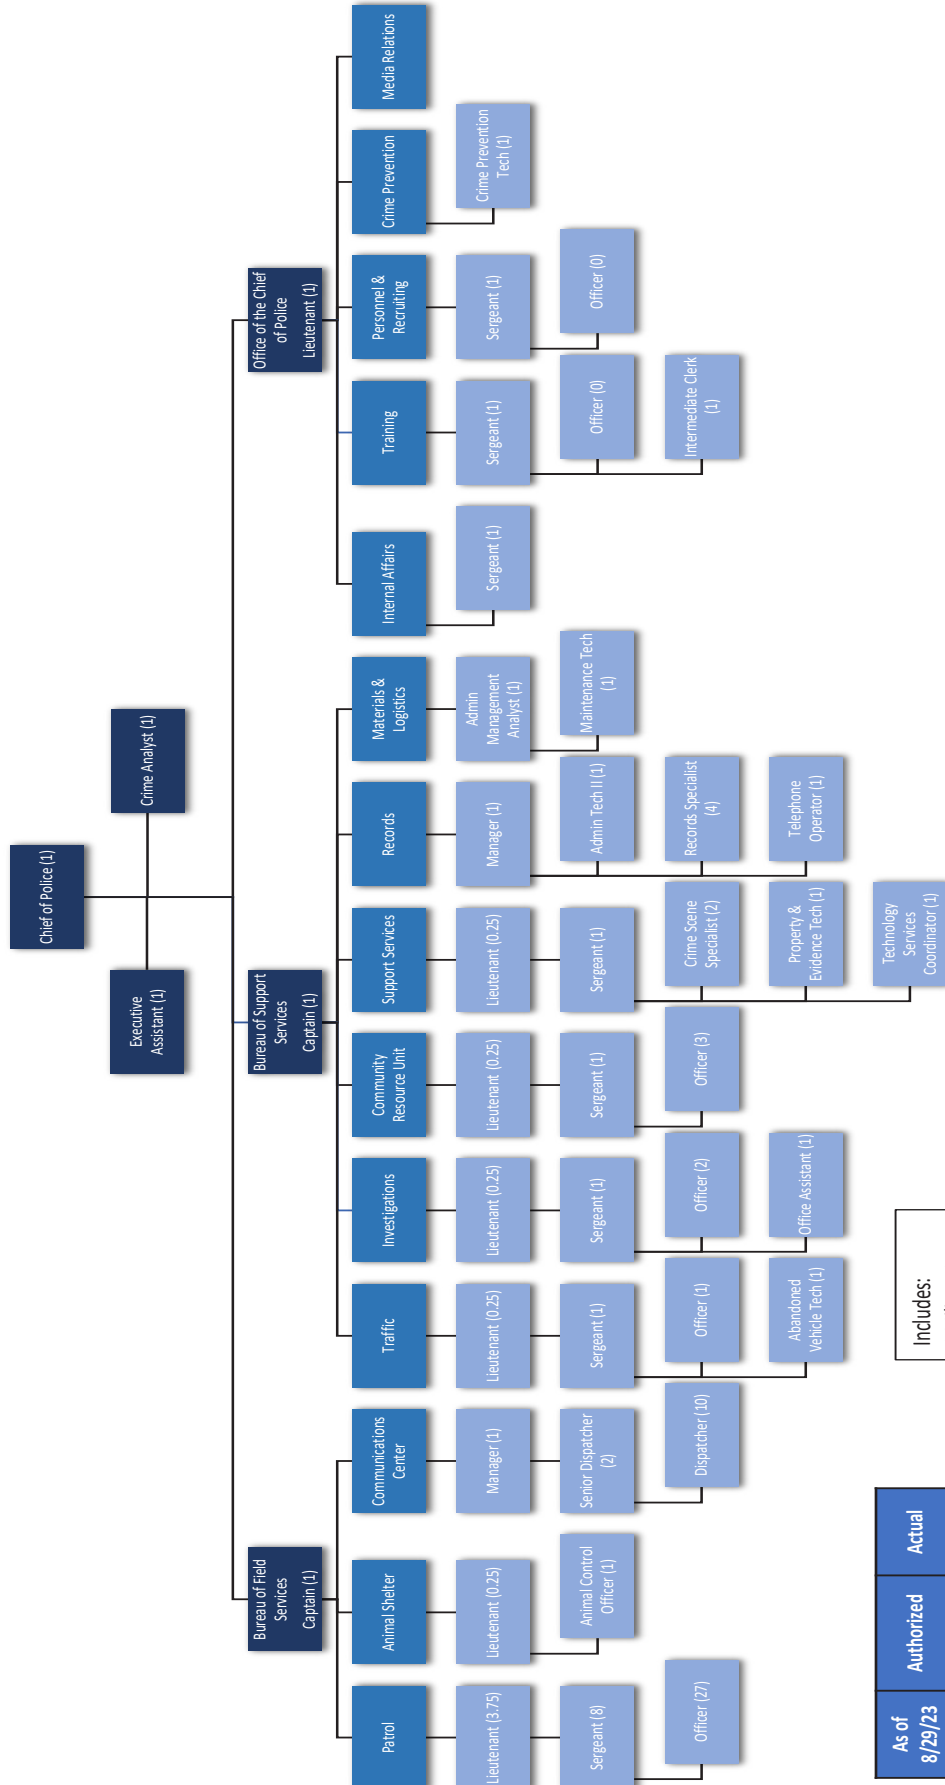 Chief of Police (1)
Executive
Assistant (1)
Crime Analyst (1)
Bureau of Field
Services
Captain (1)
Bureau of Support
Services
Captain (1)
Office of the Chief
of Police
Lieutenant (1)
Patrol
Lieutenant (3.75)
Sergeant (8)
Officer (27)
Animal Shelter
Lieutenant (0.25)
Animal Control
Officer (1)
Communications
Center
Manager (1)
Senior Dispatcher
(2)
Dispatcher (10)
Traffic
Lieutenant (0.25)
Sergeant (1)
Officer (1)
Abandoned
Vehicle Tech (1)
Investigations
Lieutenant (0.25)
Sergeant (1)
Officer (2)
Office Assistant (1)
Community
Resource Unit
Lieutenant (0.25)
Sergeant (1)
Officer (3)
Support Services
Lieutenant (0.25)
Sergeant (1)
Crime Scene
Specialist (2)
Property &
Evidence Tech (1)
Technology
Services
Coordinator (1)
Records
Manager (1)
Admin Tech II (1)
Records Specialist
(4)
Telephone
Operator (1)
Materials &
Logistics
Admin
Management
Analyst (1)
Maintenance Tech
(1)
Internal Affairs
Sergeant (1)
Training
Sergeant (1)
Officer (0)
Intermediate Clerk
(1)
Personnel &
Recruiting
Sergeant (1)
Officer (0)
Crime Prevention
Crime Prevention
Tech (1)
Media Relations
As of
8/29/23
Authorized
Actual
Includes: